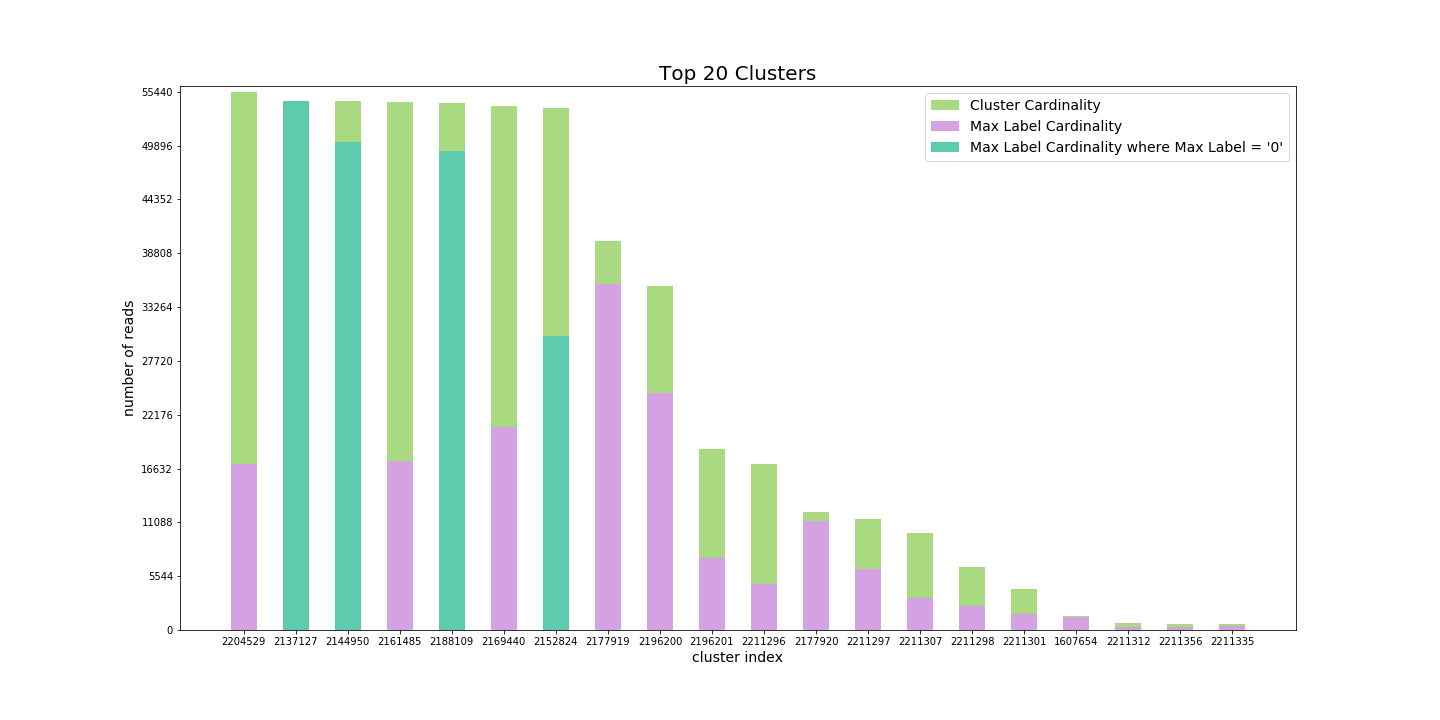 Top 20 Clusters
Cluster Cardinality
Max Label Cardinality
Max Label Cardinality where Max Label = '0'
number of reads
55440
49896
44352
38808
33264
27720
22176
16632
11088
5544
0
2204529 2137127 2144950 2161485 2188109 2169440 2152824 2177919 2196200 2196201 2211296 2177920 2211297 2211307 2211298 2211301 1607654 2211312 2211356 2211335
cluster index